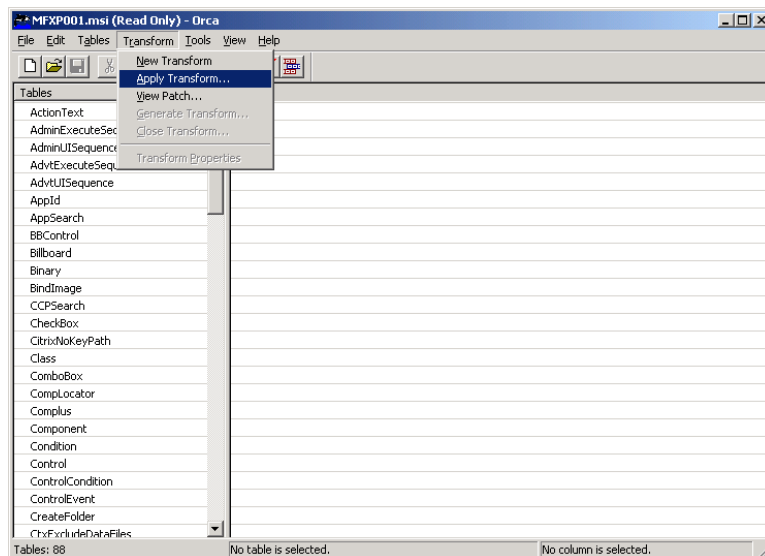 MFXP001.msi (Read Only) - Orca
File Edit Tables Transform Tools View Help
New Transform
Apply Transform...
View Patch...
Generate Transform...
Close Transform...
Transform Properties
Tables
ActionText
AdminExecuteSec
AdminUISequence
AdvtExecuteSequ
AdvtUISequence
AppId
AppSearch
BBControl
Billboard
Binary
BindImage
CCPSearch
CheckBox
CitrixNoKeyPath
Class
ComboBox
CompLocator
Complus
Component
Condition
Control
ControlCondition
ControlEvent
CreateFolder
CtxExcludeDataFiles
Tables: 88 No table is selected. No column is selected.